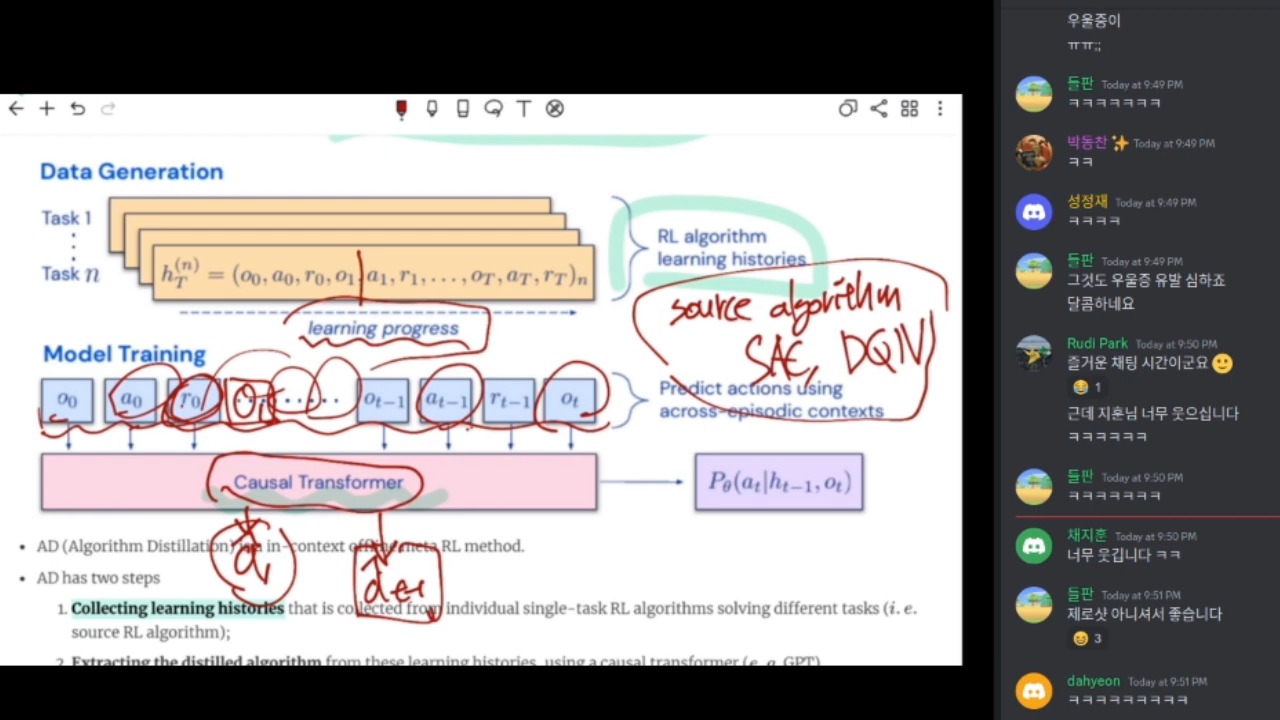 Data Generation
Task 1
Task n
h_T^{(n)} = (o_0, a_0, r_0, o_1, a_1, r_1, ..., o_T, a_T, r_T)_n
RL algorithm
learning histories
learning progress
source algorithm
SAC, DQN
Model Training
o_0 a_0 r_0 o_1 ..... o_{t-1} a_{t-1} r_{t-1} o_t
Predict actions using
across-episodic contexts
Causal Transformer
P_θ(a_t|h_{t-1}, o_t)
• AD (Algorithm Distillation) is a in-context offline meta RL method.
• AD has two steps
1. Collecting learning histories that is collected from individual single-task RL algorithms solving different tasks (i. e.
source RL algorithm);
2. Extracting the distilled algorithm from these learning histories, using a causal transformer (e. g. GPT)
우울증이
ㅠㅠ;;
들판 Today at 9:49 PM
ㅋㅋㅋㅋㅋㅋㅋ
박동찬✨ Today at 9:49 PM
ㅋㅋ
성정재 Today at 9:49 PM
ㅋㅋㅋㅋ
들판 Today at 9:49 PM
그것도 우울증 유발 심하죠
달콤하네요
Rudi Park Today at 9:50 PM
즐거운 채팅 시간이군요 🙂
😂 1
근데 지훈님 너무 웃으십니다
ㅋㅋㅋㅋㅋㅋ
들판 Today at 9:50 PM
ㅋㅋㅋㅋㅋㅋㅋ
채지훈 Today at 9:50 PM
너무 웃깁니다 ㅋㅋ
들판 Today at 9:51 PM
제로샷 아니셔서 좋습니다
😄 3
dahyeon Today at 9:51 PM
ㅋㅋㅋㅋㅋㅋㅋㅋㅋ